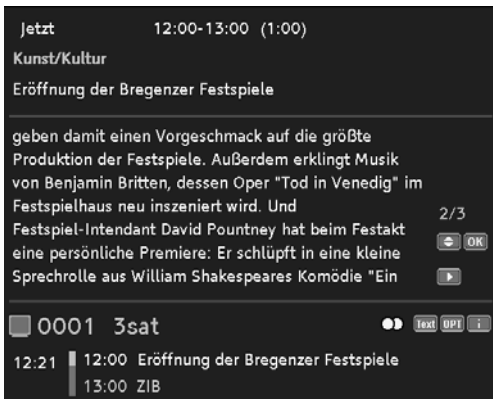 Jetzt 12:00-13:00 (1:00)
Kunst/Kultur
Eröffnung der Bregenzer Festspiele
geben damit einen Vorgeschmack auf die größte
Produktion der Festspiele. Außerdem erklingt Musik
von Benjamin Britten, dessen Oper "Tod in Venedig" im
Festspielhaus neu inszeniert wird. Und
Festspiel-Intendant David Pountney hat beim Festakt
eine persönliche Premiere: Er schlüpft in eine kleine
Sprechrolle aus William Shakespeares Komödie "Ein
2/3
OK
0001 3sat
Text OPT i
12:21 12:00 Eröffnung der Bregenzer Festspiele
13:00 ZIB